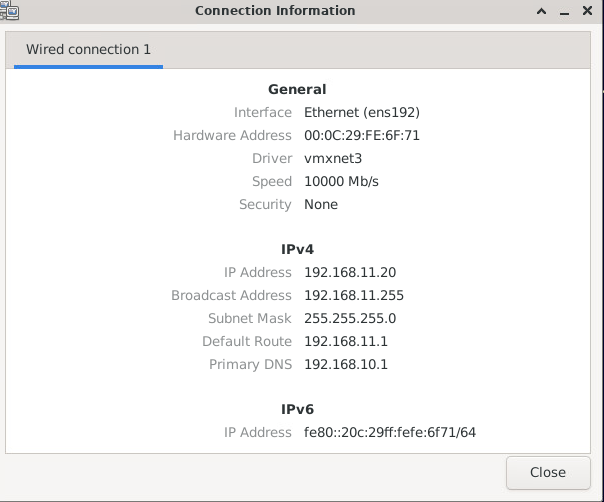 Connection Information
Wired connection 1
General
Interface Ethernet (ens192)
Hardware Address 00:0C:29:FE:6F:71
Driver vmxnet3
Speed 10000 Mb/s
Security None
IPv4
IP Address 192.168.11.20
Broadcast Address 192.168.11.255
Subnet Mask 255.255.255.0
Default Route 192.168.11.1
Primary DNS 192.168.10.1
IPv6
IP Address fe80::20c:29ff:fefe:6f71/64
Close